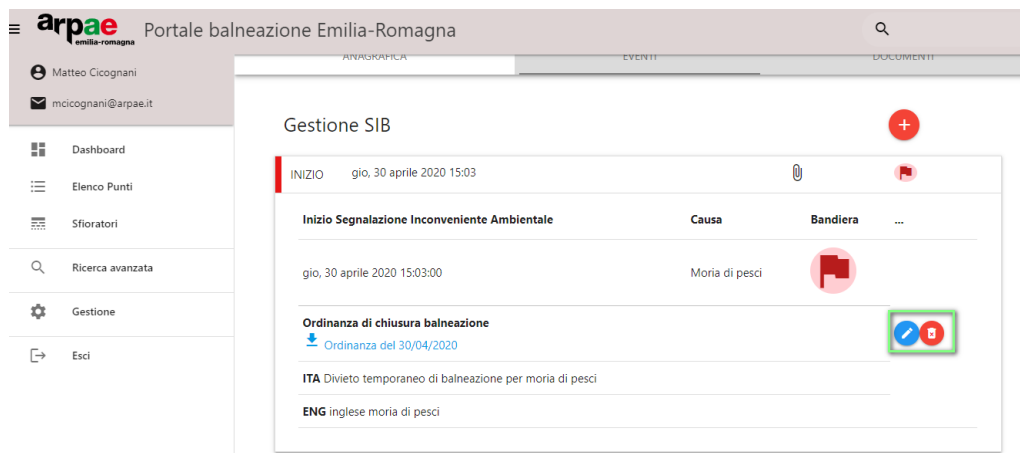 arpae
emilia-romagna
Portale balneazione Emilia-Romagna
Matteo Cicognani
mcicognani@arpae.it
Dashboard
Elenco Punti
Sfioratori
Ricerca avanzata
Gestione
Esci
ANAGRAFICA EVENTI DOCUMENTI
Gestione SIB
INIZIO gio, 30 aprile 2020 15:03
Inizio Segnalazione Inconveniente Ambientale Causa Bandiera ...
gio, 30 aprile 2020 15:03:00 Moria di pesci
Ordinanza di chiusura balneazione
Ordinanza del 30/04/2020
ITA Divieto temporaneo di balneazione per moria di pesci
ENG inglese moria di pesci